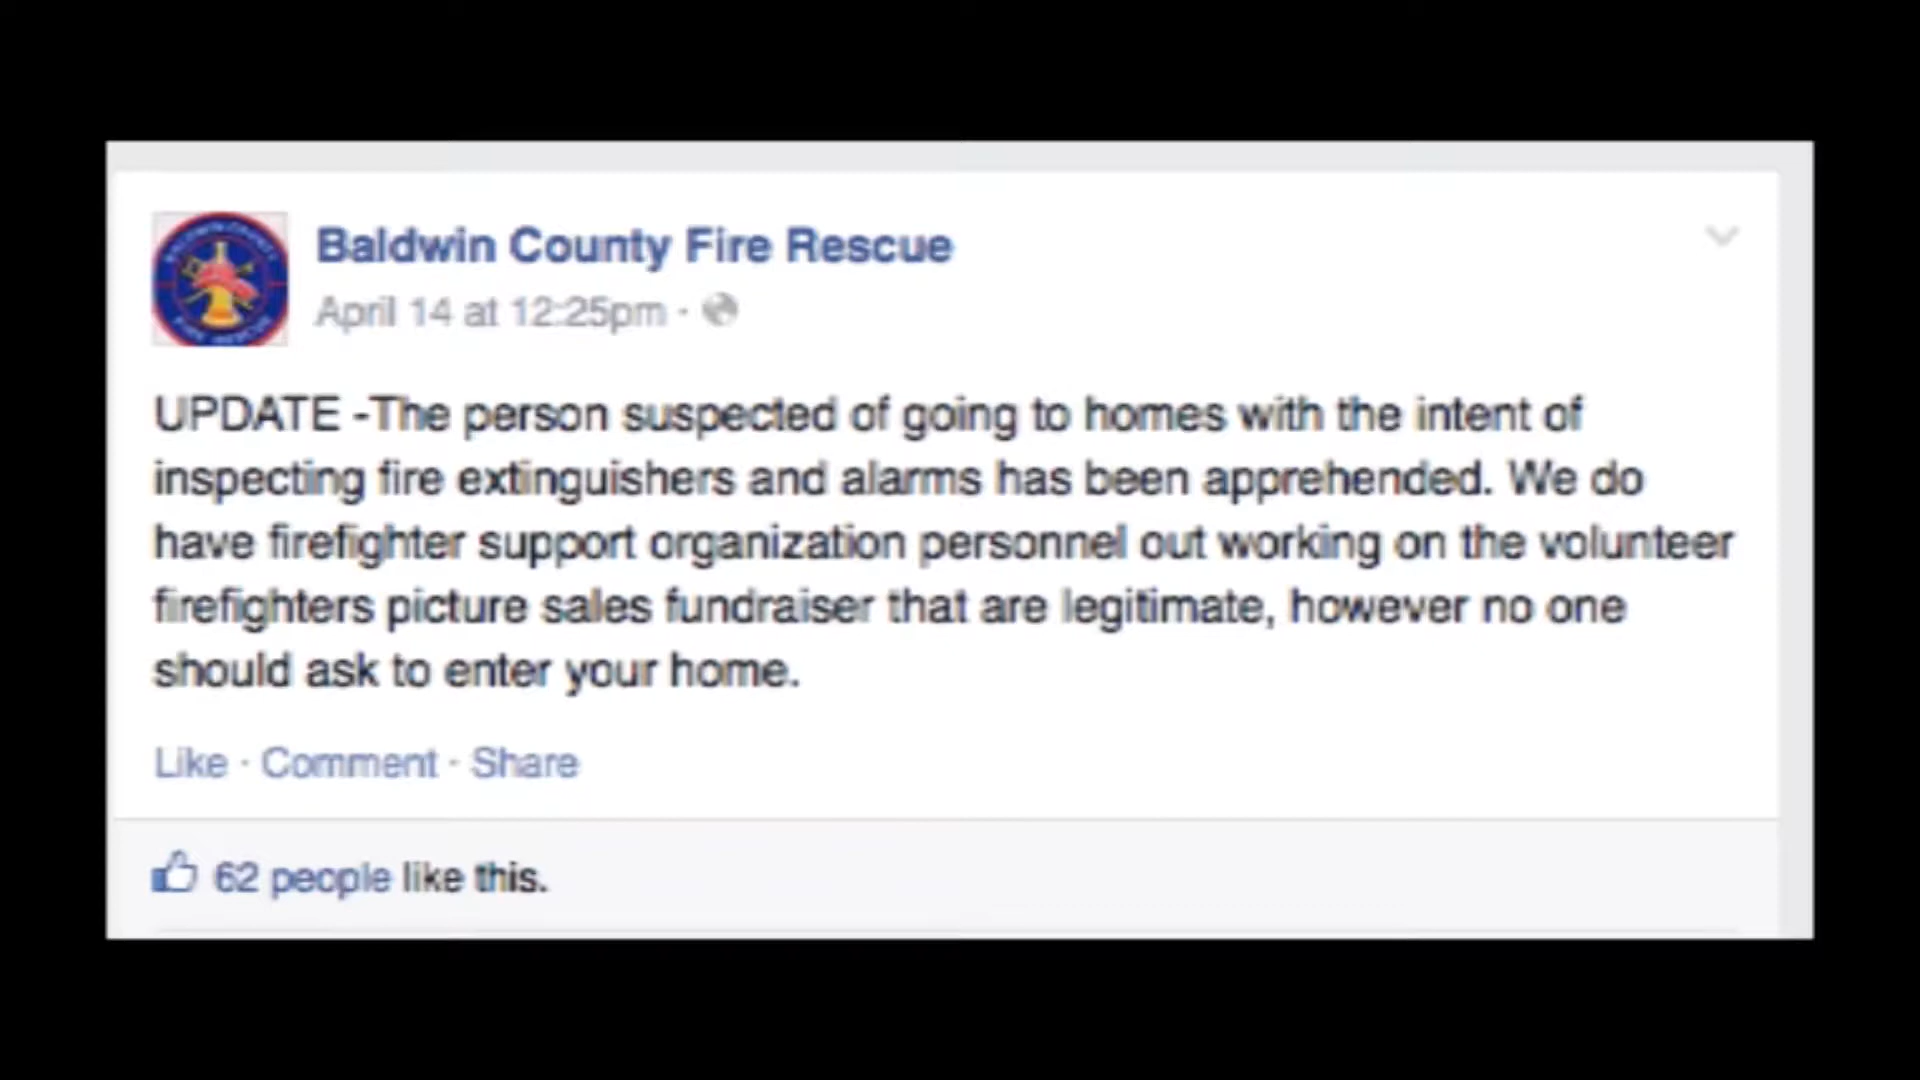 Baldwin County Fire Rescue
April 14 at 12:25pm ·
UPDATE -The person suspected of going to homes with the intent of
inspecting fire extinguishers and alarms has been apprehended. We do
have firefighter support organization personnel out working on the volunteer
firefighters picture sales fundraiser that are legitimate, however no one
should ask to enter your home.
Like · Comment · Share
62 people like this.